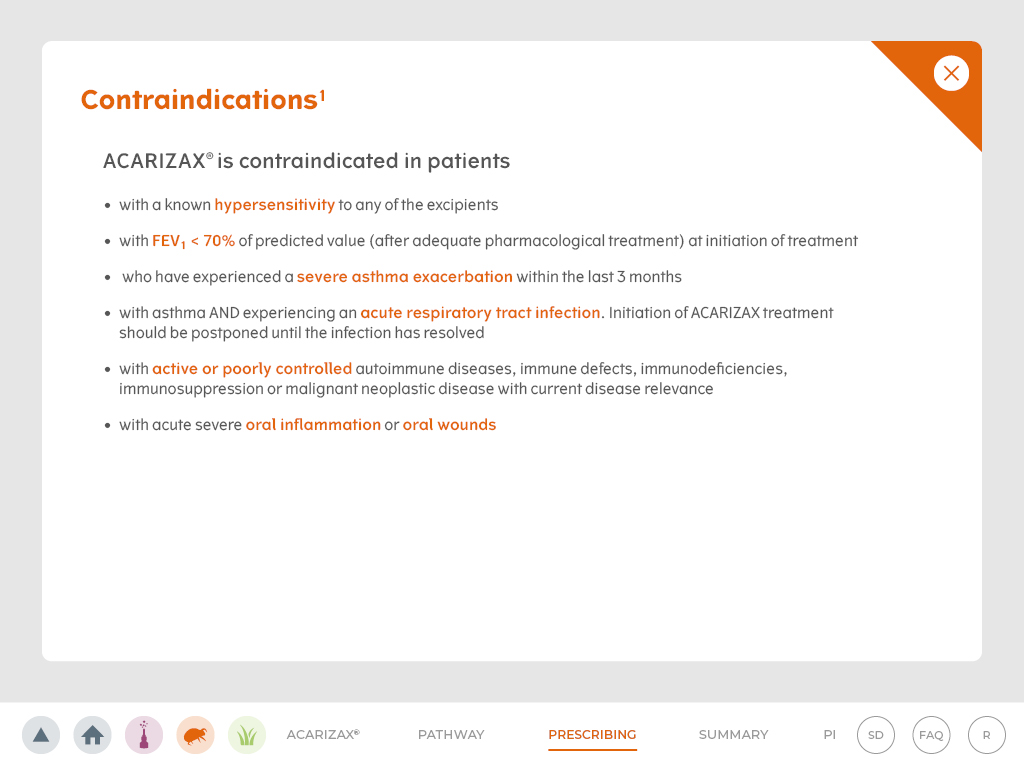 Contraindications¹
ACARIZAX® is contraindicated in patients
• with a known hypersensitivity to any of the excipients
• with FEV₁ < 70% of predicted value (after adequate pharmacological treatment) at initiation of treatment
• who have experienced a severe asthma exacerbation within the last 3 months
• with asthma AND experiencing an acute respiratory tract infection. Initiation of ACARIZAX treatment
should be postponed until the infection has resolved
• with active or poorly controlled autoimmune diseases, immune defects, immunodeficiencies,
immunosuppression or malignant neoplastic disease with current disease relevance
• with acute severe oral inflammation or oral wounds
ACARIZAX® PATHWAY PRESCRIBING SUMMARY PI SD FAQ R